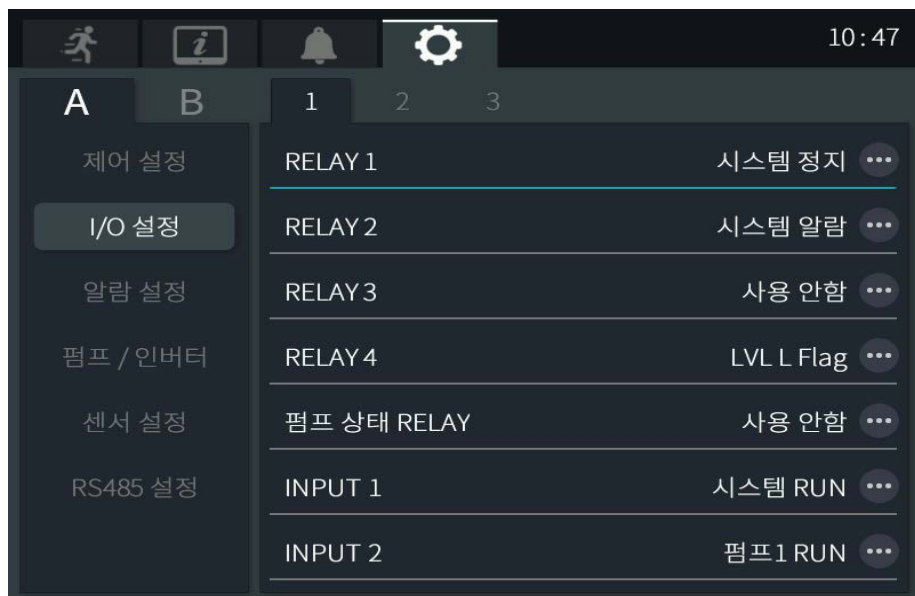 10:47
A B 1 2 3
제어 설정
I/O 설정
알람 설정
펌프 / 인버터
센서 설정
RS485 설정
RELAY 1 시스템 정지
RELAY 2 시스템 알람
RELAY 3 사용 안함
RELAY 4 LVL L Flag
펌프 상태 RELAY 사용 안함
INPUT 1 시스템 RUN
INPUT 2 펌프1 RUN